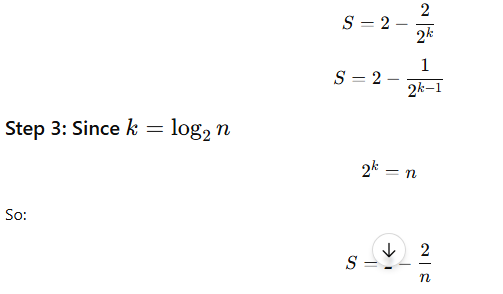 S = 2 − 2/2^k
S = 2 − 1/2^{k−1}
Step 3: Since k = log₂ n
2^k = n
So:
S = − 2/n